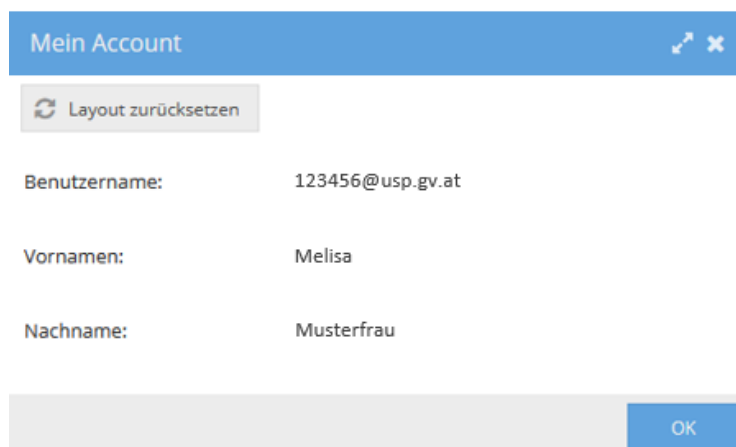 Mein Account
Layout zurücksetzen
Benutzername: 123456@usp.gv.at
Vornamen: Melisa
Nachname: Musterfrau
OK